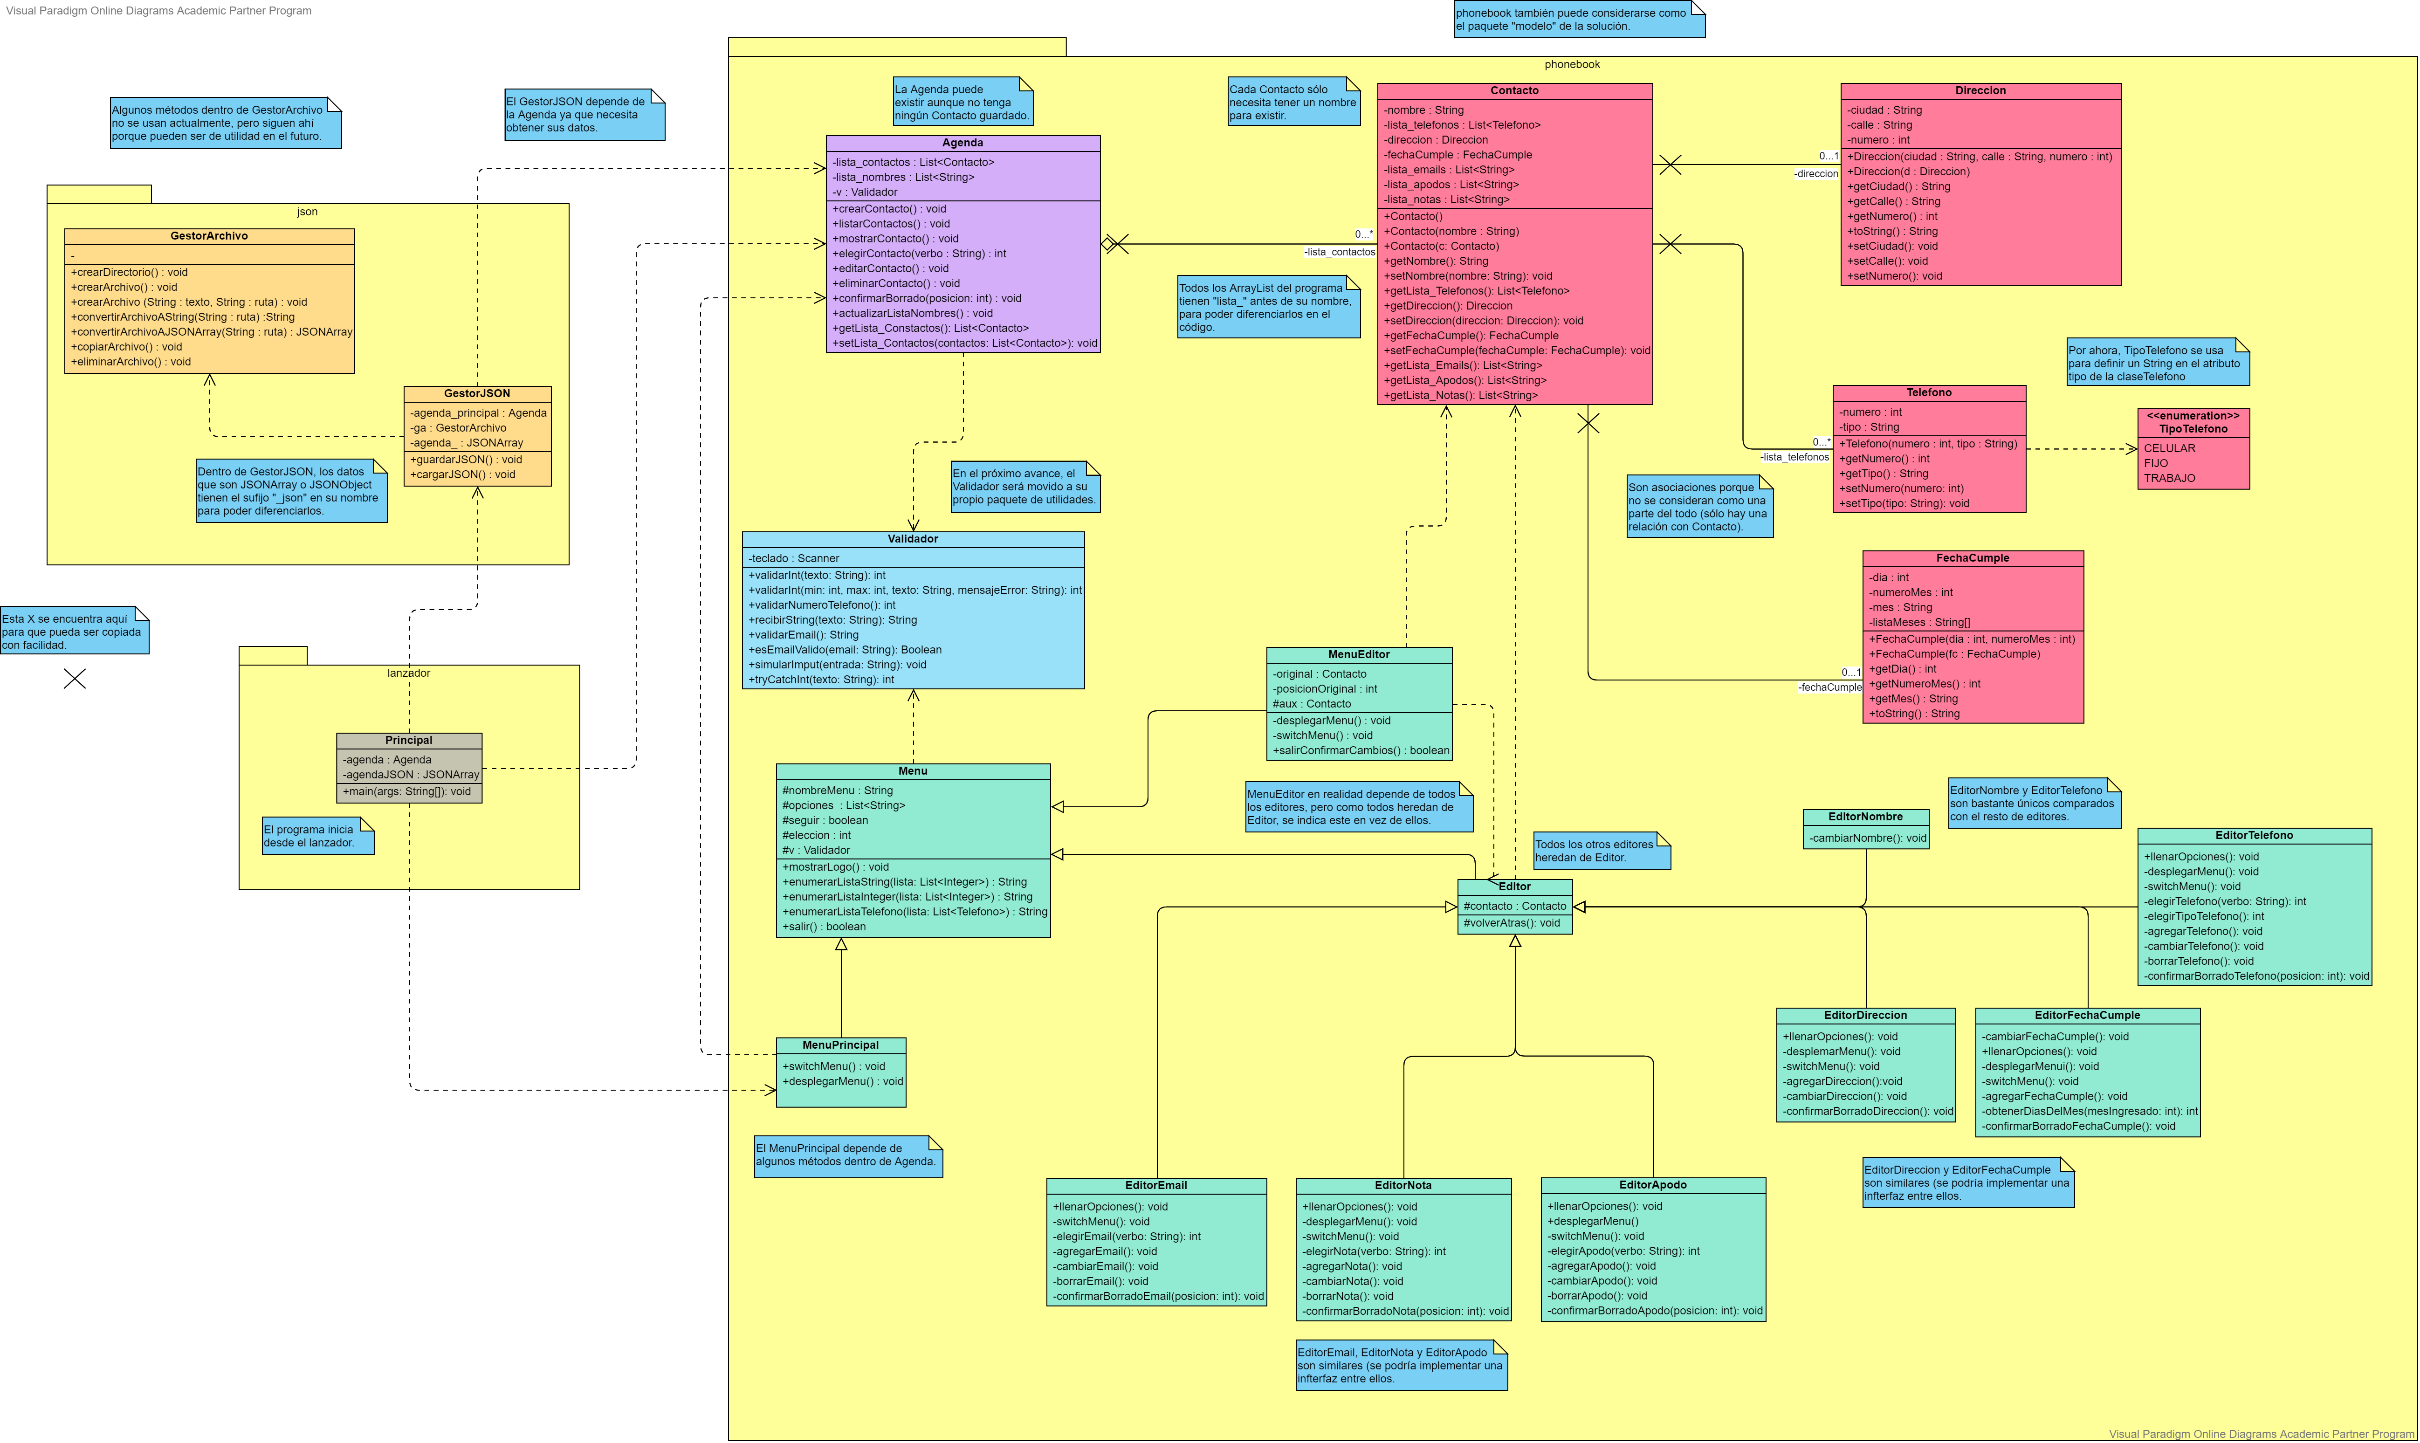 Visual Paradigm Online Diagrams Academic Partner Program
phonebook también puede considerarse como
el paquete "modelo" de la solución.
Algunos métodos dentro de GestorArchivo
no se usan actualmente, pero siguen ahí
porque pueden ser de utilidad en el futuro.
El GestorJSON depende de
la Agenda ya que necesita
obtener sus datos.
json
GestorArchivo
-
+crearDirectorio() : void
+crearArchivo() : void
+crearArchivo (String : texto, String : ruta) : void
+convertirArchivoAString(String : ruta) :String
+convertirArchivoAJSONArray(String : ruta) : JSONArray
+copiarArchivo() : void
+eliminarArchivo() : void
GestorJSON
-agenda_principal : Agenda
-ga : GestorArchivo
-agenda_ : JSONArray
+guardarJSON() : void
+cargarJSON() : void
Dentro de GestorJSON, los datos
que son JSONArray o JSONObject
tienen el sufijo "_json" en su nombre
para poder diferenciarlos.
Esta X se encuentra aquí
para que pueda ser copiada
con facilidad.
lanzador
Principal
-agenda : Agenda
-agendaJSON : JSONArray
+main(args: String[]): void
El programa inicia
desde el lanzador.
phonebook
La Agenda puede
existir aunque no tenga
ningún Contacto guardado.
Agenda
-lista_contactos : List<Contacto>
-lista_nombres : List<String>
-v : Validador
+crearContacto() : void
+listarContactos() : void
+mostrarContacto() : void
+elegirContacto(verbo : String) : int
+editarContacto() : void
+eliminarContacto() : void
+confirmarBorrado(posicion: int) : void
+actualizarListaNombres() : void
+getLista_Constactos(): List<Contacto>
+setLista_Contactos(contactos: List<Contacto>): void
Cada Contacto sólo
necesita tener un nombre
para existir.
0...*
-lista_contactos
Todos los ArrayList del programa
tienen "lista_" antes de su nombre,
para poder diferenciarlos en el
código.
Contacto
-nombre : String
-lista_telefonos : List<Telefono>
-direccion : Direccion
-fechaCumple : FechaCumple
-lista_emails : List<String>
-lista_apodos : List<String>
-lista_notas : List<String>
+Contacto()
+Contacto(nombre : String)
+Contacto(c: Contacto)
+getNombre(): String
+setNombre(nombre: String): void
+getLista_Telefonos(): List<Telefono>
+getDireccion(): Direccion
+setDireccion(direccion: Direccion): void
+getFechaCumple(): FechaCumple
+setFechaCumple(fechaCumple: FechaCumple): void
+getLista_Emails(): List<String>
+getLista_Apodos(): List<String>
+getLista_Notas(): List<String>
0...1
-direccion
Direccion
-ciudad : String
-calle : String
-numero : int
+Direccion(ciudad : String, calle : String, numero : int)
+Direccion(d : Direccion)
+getCiudad() : String
+getCalle() : String
+getNumero() : int
+toString() : String
+setCiudad(): void
+setCalle(): void
+setNumero(): void
Por ahora, TipoTelefono se usa
para definir un String en el atributo
tipo de la claseTelefono
0...*
-lista_telefonos
Telefono
-numero : int
-tipo : String
+Telefono(numero : int, tipo : String)
+getNumero() : int
+getTipo() : String
+setNumero(numero: int)
+setTipo(tipo: String): void
<<enumeration>>
TipoTelefono
CELULAR
FIJO
TRABAJO
Son asociaciones porque
no se consideran como una
parte del todo (sólo hay una
relación con Contacto).
En el próximo avance, el
Validador será movido a su
propio paquete de utilidades.
Validador
-teclado : Scanner
+validarInt(texto: String): int
+validarInt(min: int, max: int, texto: String, mensajeError: String): int
+validarNumeroTelefono(): int
+recibirString(texto: String): String
+validarEmail(): String
+esEmailValido(email: String): Boolean
+simularImput(entrada: String): void
+tryCatchInt(texto: String): int
0...1
-fechaCumple
FechaCumple
-dia : int
-numeroMes : int
-mes : String
-listaMeses : String[]
+FechaCumple(dia : int, numeroMes : int)
+FechaCumple(fc : FechaCumple)
+getDia() : int
+getNumeroMes() : int
+getMes() : String
+toString() : String
MenuEditor
-original : Contacto
-posicionOriginal : int
#aux : Contacto
-desplegarMenu() : void
-switchMenu() : void
+salirConfirmarCambios() : boolean
MenuEditor en realidad depende de todos
los editores, pero como todos heredan de
Editor, se indica este en vez de ellos.
Menu
#nombreMenu : String
#opciones  : List<String>
#seguir : boolean
#eleccion : int
#v : Validador
+mostrarLogo() : void
+enumerarListaString(lista: List<Integer>) : String
+enumerarListaInteger(lista: List<Integer>) : String
+enumerarListaTelefono(lista: List<Telefono>) : String
+salir() : boolean
Todos los otros editores
heredan de Editor.
Editor
#contacto : Contacto
#volverAtras(): void
EditorNombre y EditorTelefono
son bastante únicos comparados
con el resto de editores.
EditorNombre
-cambiarNombre(): void
EditorTelefono
+llenarOpciones(): void
-desplegarMenu(): void
-switchMenu(): void
-elegirTelefono(verbo: String): int
-elegirTipoTelefono(): int
-agregarTelefono(): void
-cambiarTelefono(): void
-borrarTelefono(): void
-confirmarBorradoTelefono(posicion: int): void
MenuPrincipal
+switchMenu() : void
+desplegarMenu() : void
El MenuPrincipal depende de
algunos métodos dentro de Agenda.
EditorDireccion
+llenarOpciones(): void
-desplemarMenu(): void
-switchMenu(): void
-agregarDireccion():void
-cambiarDireccion(): void
-confirmarBorradoDireccion(): void
EditorFechaCumple
-cambiarFechaCumple(): void
+llenarOpciones(): void
-desplegarMenui(): void
-switchMenu(): void
-agregarFechaCumple(): void
-obtenerDiasDelMes(mesIngresado: int): int
-confirmarBorradoFechaCumple(): void
EditorDireccion y EditorFechaCumple
son similares (se podría implementar una
infterfaz entre ellos.
EditorEmail
+llenarOpciones(): void
-switchMenu(): void
-elegirEmail(verbo: String): int
-agregarEmail(): void
-cambiarEmail(): void
-borrarEmail(): void
-confirmarBorradoEmail(posicion: int): void
EditorNota
+llenarOpciones(): void
-desplegarMenu(): void
-switchMenu(): void
-elegirNota(verbo: String): int
-agregarNota(): void
-cambiarNota(): void
-borrarNota(): void
-confirmarBorradoNota(posicion: int): void
EditorApodo
+llenarOpciones(): void
+desplegarMenu()
-switchMenu(): void
-elegirApodo(verbo: String): int
-agregarApodo(): void
-cambiarApodo(): void
-borrarApodo(): void
-confirmarBorradoApodo(posicion: int): void
EditorEmail, EditorNota y EditorApodo
son similares (se podría implementar una
infterfaz entre ellos.
Visual Paradigm Online Diagrams Academic Partner Program